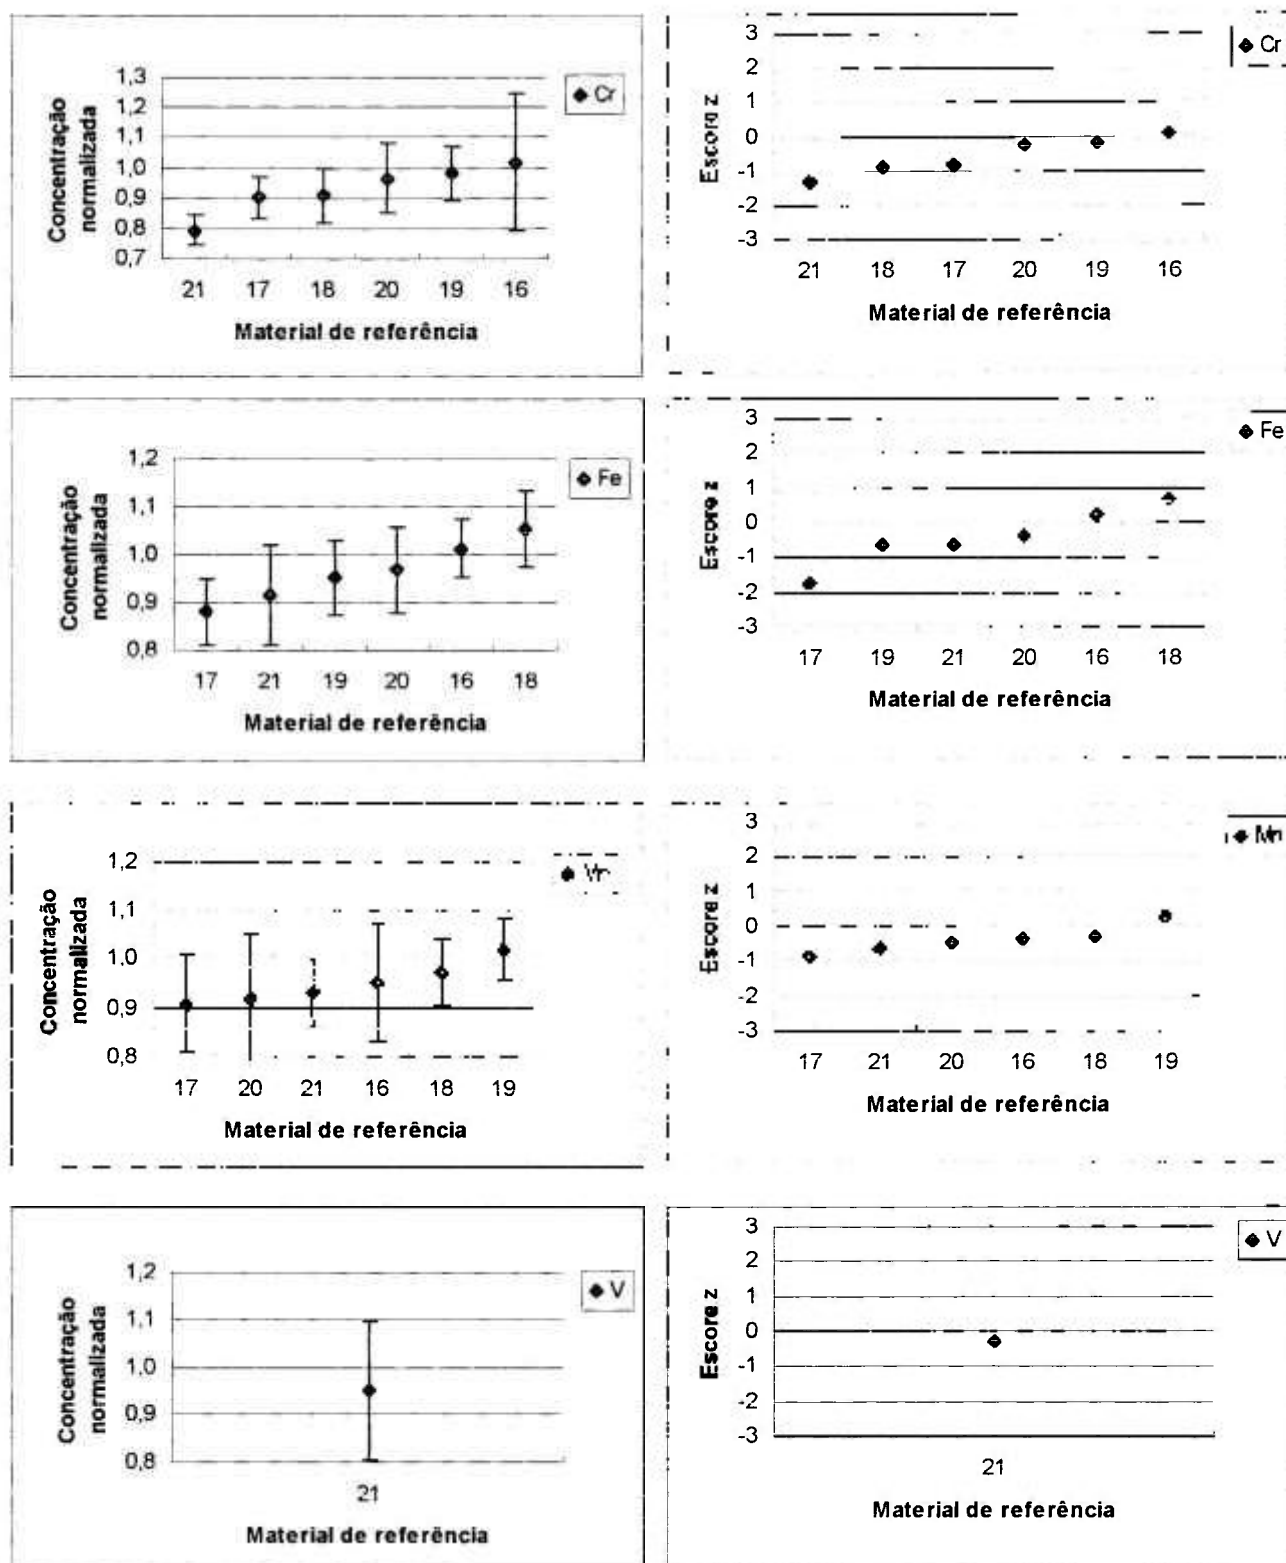 1,3
1,2
1,1
1,0
0,9
0,8
0,7
Concentração
normalizada
Cr
21 17 18 20 19 16
Material de referência
3
2
1
0
-1
-2
-3
Escore z
Cr
21 18 17 20 19 16
Material de referência
1,2
1,1
1,0
0,9
0,8
Concentração
normalizada
Fe
17 21 19 20 16 18
Material de referência
3
2
1
0
-1
-2
-3
Escore z
Fe
17 19 21 20 16 18
Material de referência
1,2
1,1
1,0
0,9
0,8
Concentração
normalizada
17 20 21 16 18 19
Material de referência
3
2
1
0
-1
-2
-3
Escore z
Mn
17 21 20 16 18 19
Material de referência
1,2
1,1
1,0
0,9
0,8
Concentração
normalizada
V
21
Material de referência
3
2
1
0
-1
-2
-3
Escore z
V
21
Material de referência